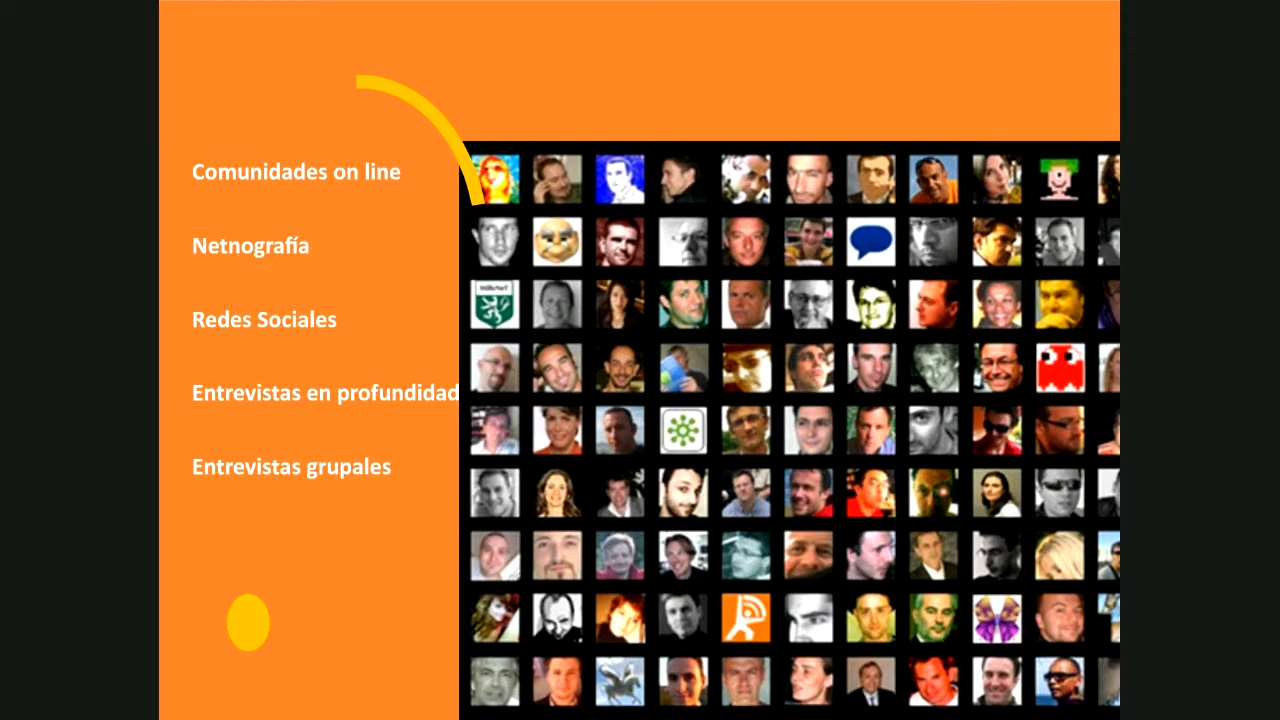 Comunidades on line
Netnografía
Redes Sociales
Entrevistas en profundidad
Entrevistas grupales